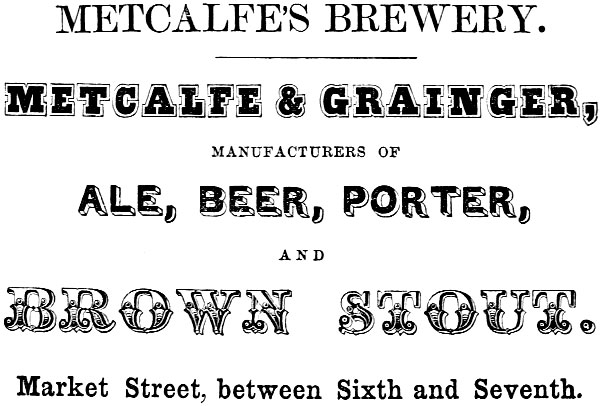 METCALFE'S BREWERY.
METCALFE & GRAINGER,
MANUFACTURERS OF
ALE, BEER, PORTER,
AND
BROWN STOUT.
Market Street, between Sixth and Seventh.